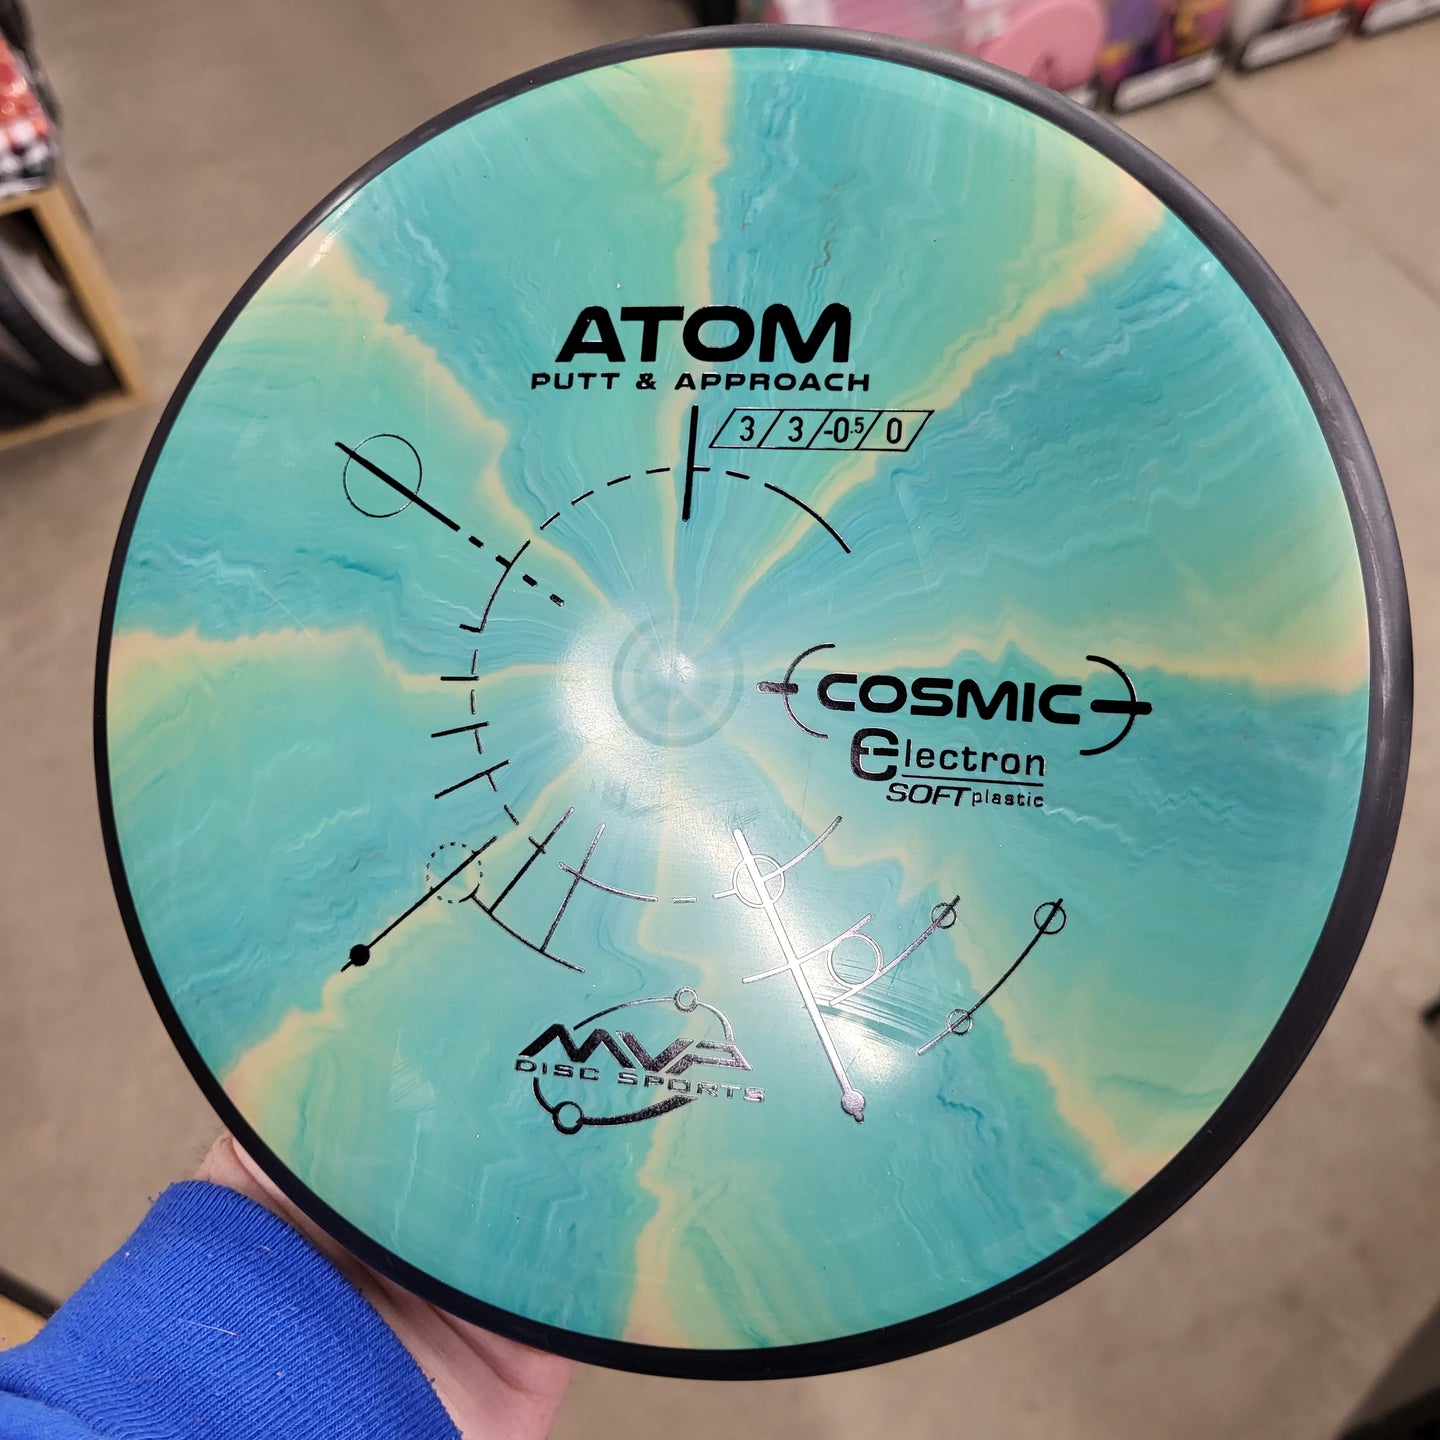 ATOM
PUTT & APPROACH
3 / 3 / -0.5 / 0
COSMIC
electron
SOFT plastic
MVP
DISC SPORTS